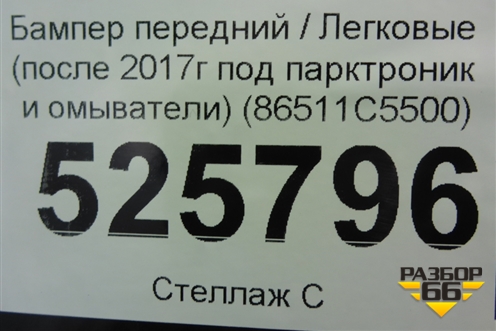 Бампер передний / Легковые
(после 2017г под парктроник
и омыватели) (86511C5500)
525796
Стеллаж С
РАЗБОР
66